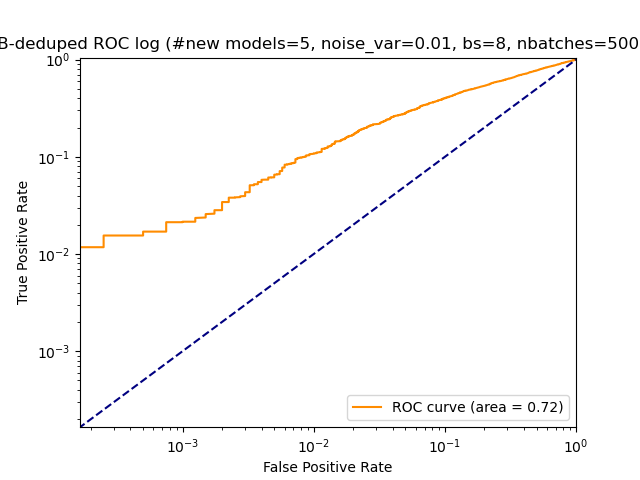 B-deduped ROC log (#new models=5, noise_var=0.01, bs=8, nbatches=500
10⁰
10⁻¹
10⁻²
10⁻³
True Positive Rate
ROC curve (area = 0.72)
10⁻³ 10⁻² 10⁻¹ 10⁰
False Positive Rate